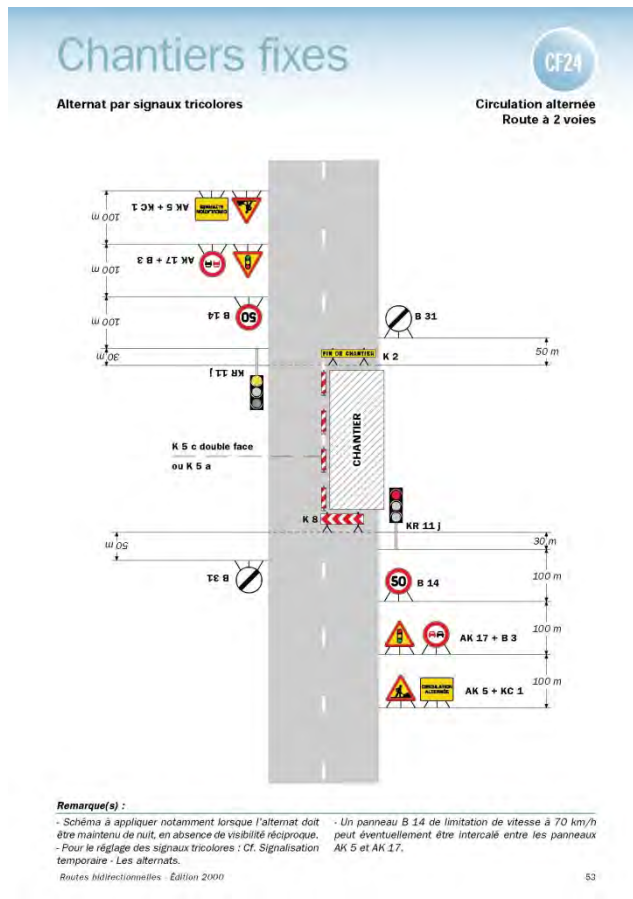 Chantiers fixes
CF24
Alternat par signaux tricolores
Circulation alternée
Route à 2 voies
AK 5 + KC 1
CIRCULATION
ALTERNÉE
100 m
AK 17 + B 3
100 m
50
B 14
100 m
B 31
30 m
KR 11 j
FIN DE CHANTIER
K 2
50 m
K 5 c double face
ou K 5 a
CHANTIER
K 8
KR 11 j
50 m
30 m
B 31
50
B 14
100 m
AK 17 + B 3
100 m
CIRCULATION
ALTERNÉE
AK 5 + KC 1
100 m
Remarque(s) :
- Schéma à appliquer notamment lorsque l'alternat doit
être maintenu de nuit, en absence de visibilité réciproque.
- Pour le réglage des signaux tricolores : Cf. Signalisation
temporaire - Les alternats.
- Un panneau B 14 de limitation de vitesse à 70 km/h
peut éventuellement être intercalé entre les panneaux
AK 5 et AK 17.
Routes bidirectionnelles - Édition 2000
53